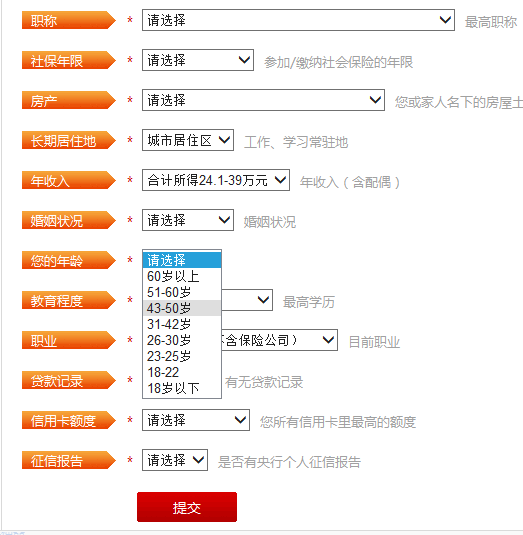 职称 * 请选择 最高职称
社保年限 * 请选择 参加/缴纳社会保险的年限
房产 * 请选择 您或家人名下的房屋土
长期居住地 * 城市居住区 工作、学习常驻地
年收入 * 合计所得24.1-39万元 年收入（含配偶）
婚姻状况 * 请选择 婚姻状况
您的年龄 * 请选择
60岁以上
51-60岁
43-50岁
31-42岁
26-30岁
23-25岁
18-22
18岁以下
教育程度 * 最高学历
职业 * 不含保险公司） 目前职业
贷款记录 * 有无贷款记录
信用卡额度 * 请选择 您所有信用卡里最高的额度
征信报告 * 请选择 是否有央行个人征信报告
提交